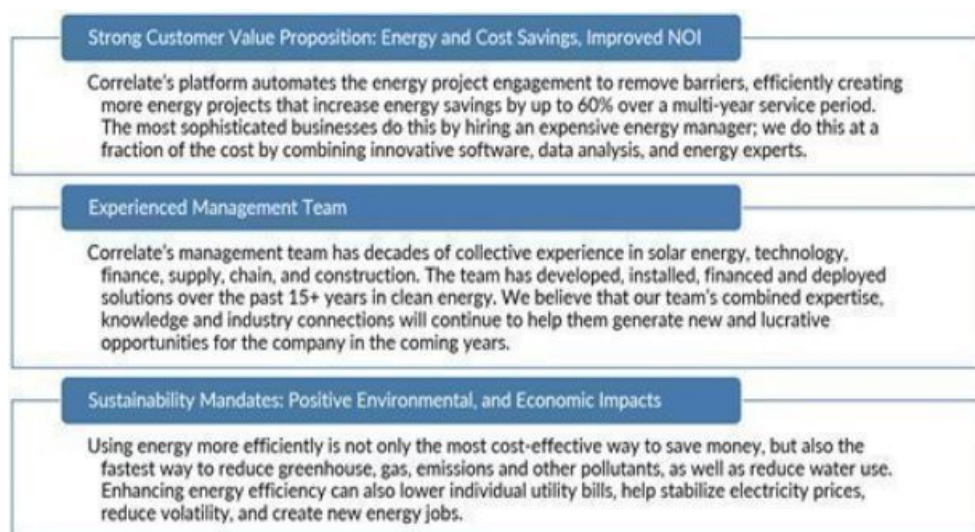 Strong Customer Value Proposition: Energy and Cost Savings, Improved NOI
Correlate's platform automates the energy project engagement to remove barriers, efficiently creating
more energy projects that increase energy savings by up to 60% over a multi-year service period.
The most sophisticated businesses do this by hiring an expensive energy manager; we do this at a
fraction of the cost by combining innovative software, data analysis, and energy experts.
Experienced Management Team
Correlate's management team has decades of collective experience in solar energy, technology,
finance, supply, chain, and construction. The team has developed, installed, financed and deployed
solutions over the past 15+ years in clean energy. We believe that our team's combined expertise,
knowledge and industry connections will continue to help them generate new and lucrative
opportunities for the company in the coming years.
Sustainability Mandates: Positive Environmental, and Economic Impacts
Using energy more efficiently is not only the most cost-effective way to save money, but also the
fastest way to reduce greenhouse, gas, emissions and other pollutants, as well as reduce water use.
Enhancing energy efficiency can also lower individual utility bills, help stabilize electricity prices,
reduce volatility, and create new energy jobs.